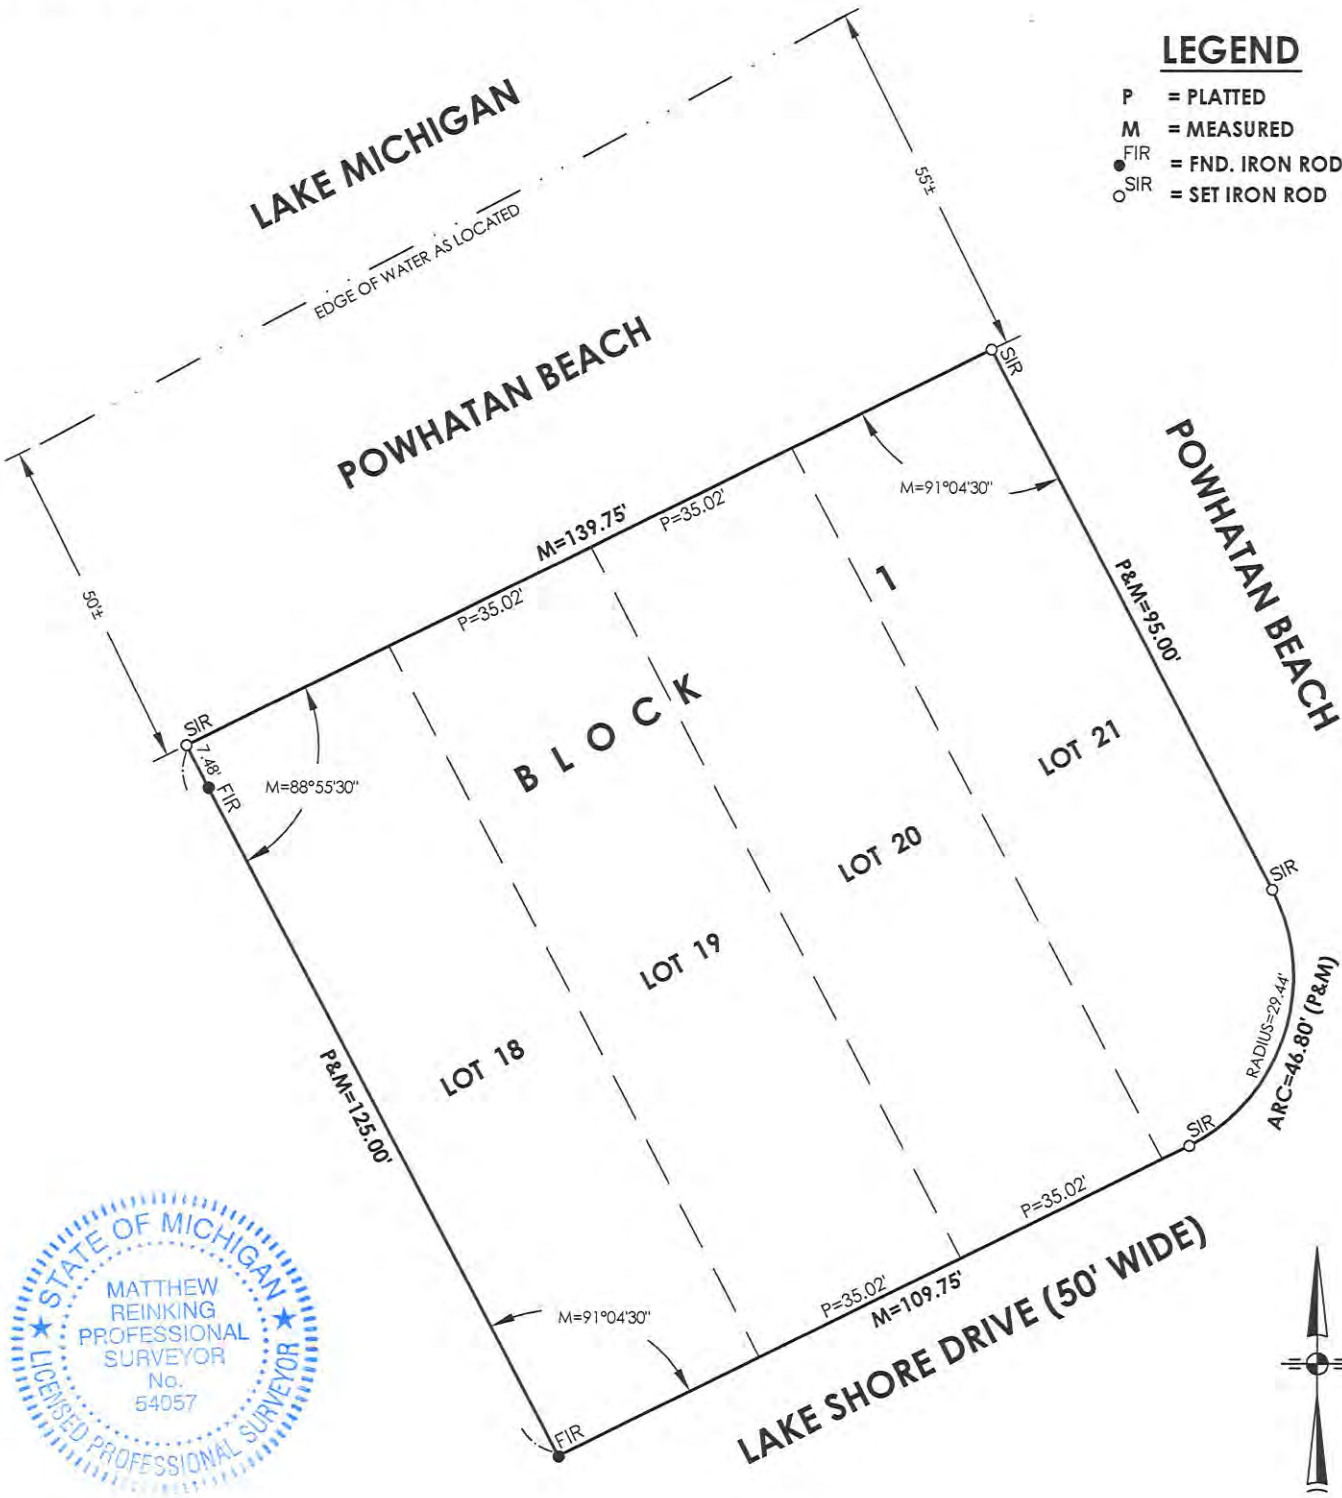 LEGEND
P = PLATTED
M = MEASURED
FIR = FND. IRON ROD
SIR = SET IRON ROD
LAKE MICHIGAN
EDGE OF WATER AS LOCATED
55'±
POWHATAN BEACH
SIR
POWHATAN BEACH
50'±
M=139.75'
P=35.02'
P=35.02'
M=91°04'30"
1
P&M=95.00'
SIR
7.48'
FIR
M=88°55'30"
BLOCK
LOT 21
LOT 20
LOT 19
LOT 18
SIR
RADIUS=29.44'
ARC=46.80' (P&M)
SIR
P&M=125.00'
P=35.02'
P=35.02'
M=109.75'
M=91°04'30"
FIR
LAKE SHORE DRIVE (50' WIDE)
STATE OF MICHIGAN
MATTHEW
REINKING
PROFESSIONAL
SURVEYOR
No.
54057
LICENSED PROFESSIONAL SURVEYOR